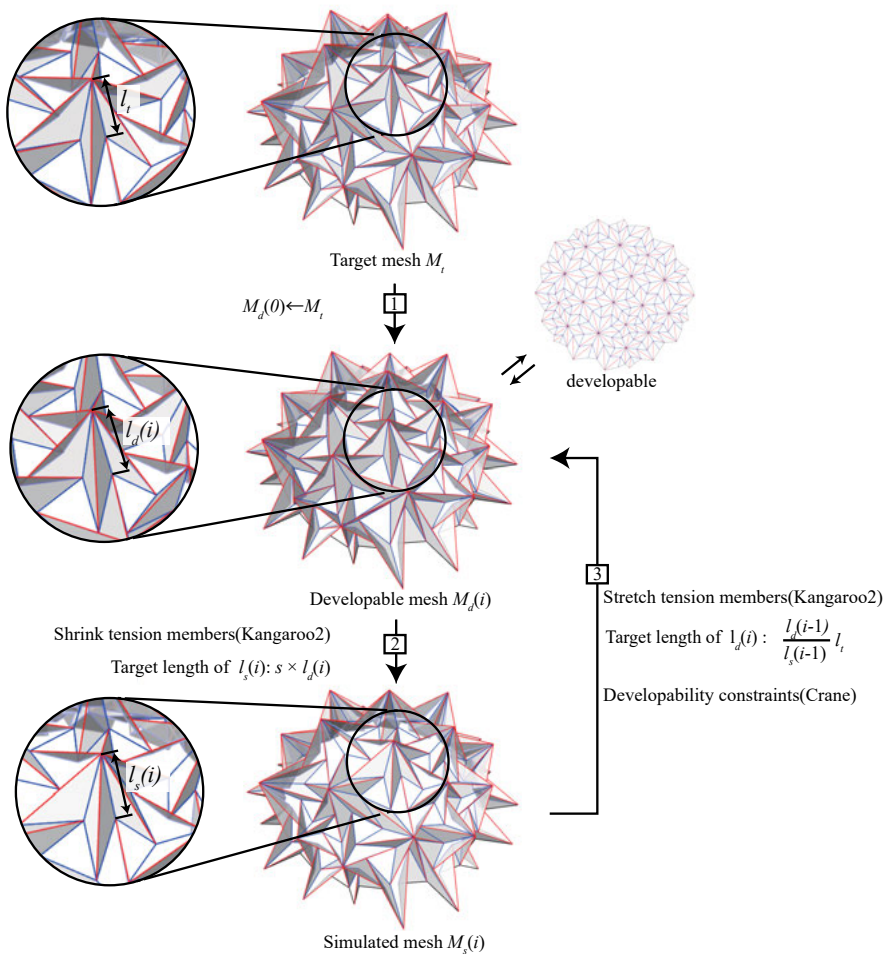 l_t
Target mesh M_t
1
M_d(0)←M_t
developable
l_d(i)
Developable mesh M_d(i)
3
Stretch tension members(Kangaroo2)
Target length of l_d(i) : l_d(i-1) / l_s(i-1) l_t
Developability constraints(Crane)
Shrink tension members(Kangaroo2)
2
Target length of l_s(i): s × l_d(i)
l_s(i)
Simulated mesh M_s(i)